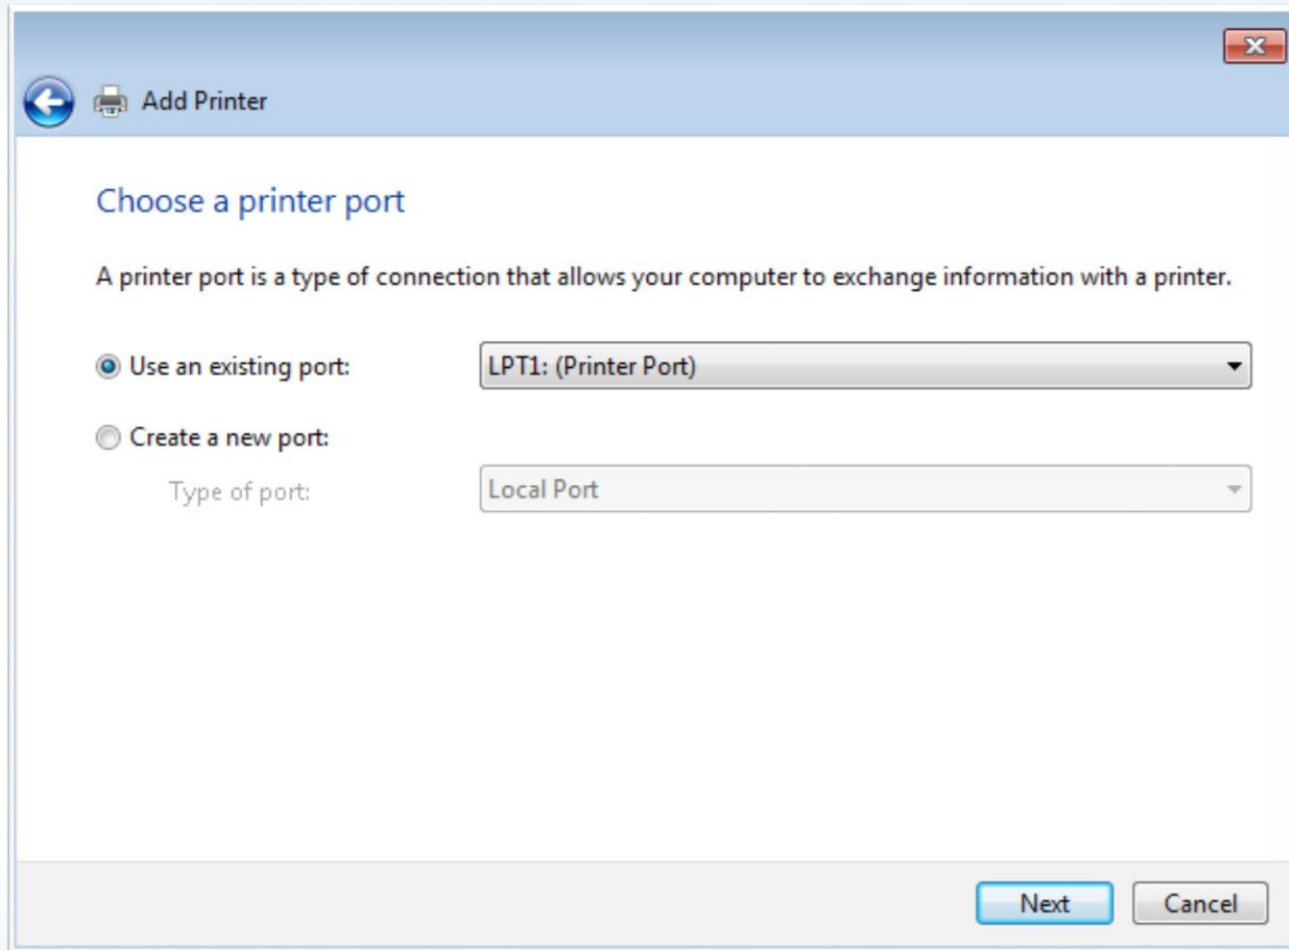 Add Printer
Choose a printer port
A printer port is a type of connection that allows your computer to exchange information with a printer.
Use an existing port: LPT1: (Printer Port)
Create a new port:
Type of port: Local Port
Next Cancel